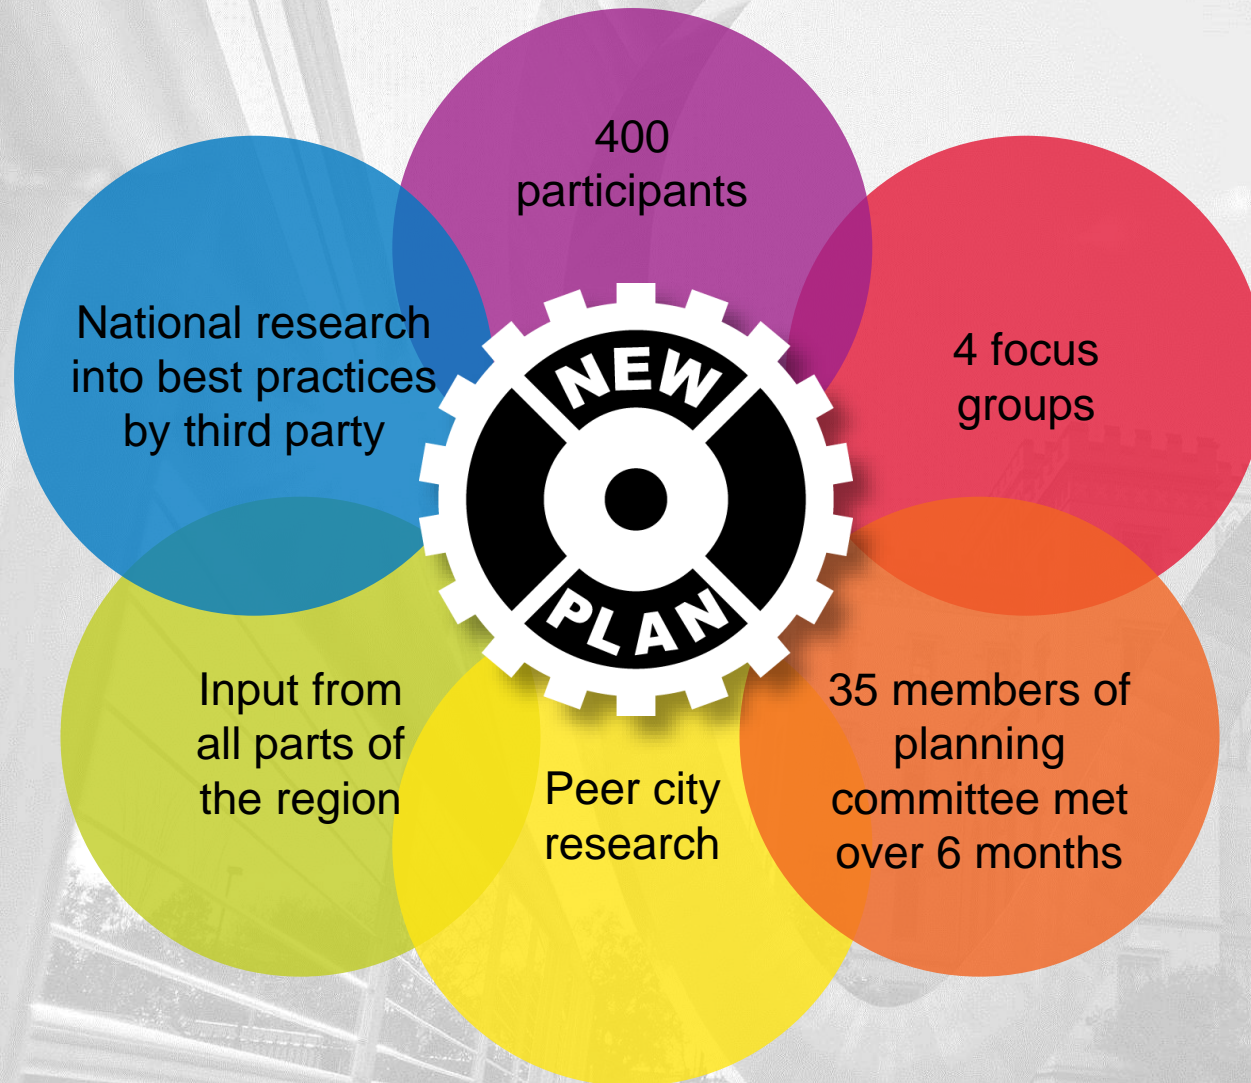 400
participants
National research
into best practices
by third party
4 focus
groups
NEW
PLAN
Input from
all parts of
the region
Peer city
research
35 members of
planning
committee met
over 6 months